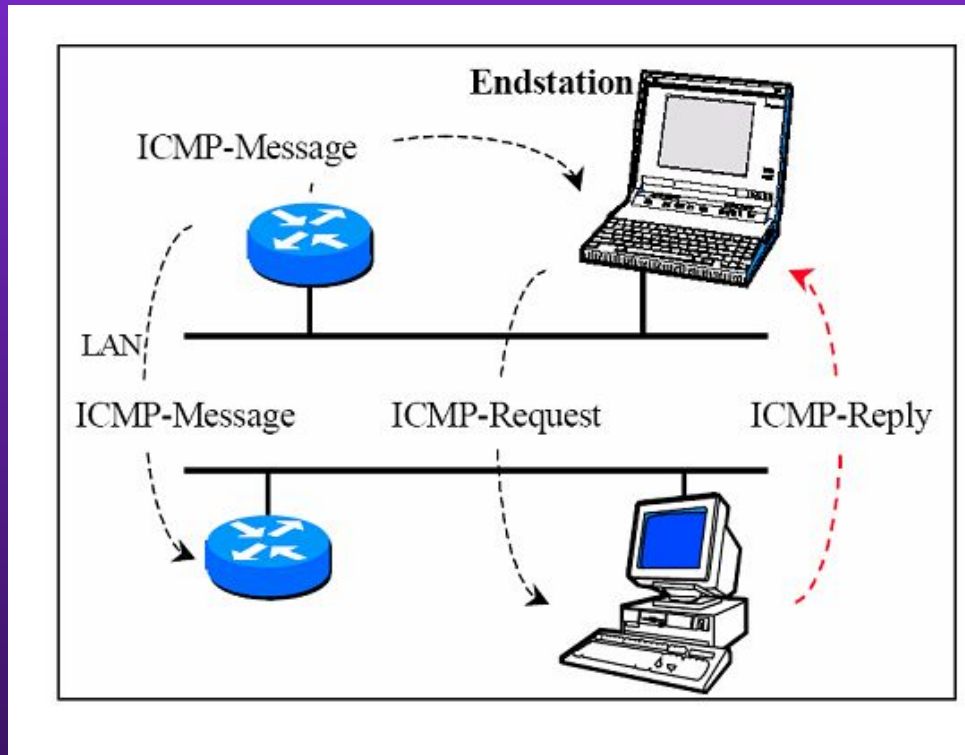 Endstation
ICMP-Message
LAN
ICMP-Message
ICMP-Request
ICMP-Reply